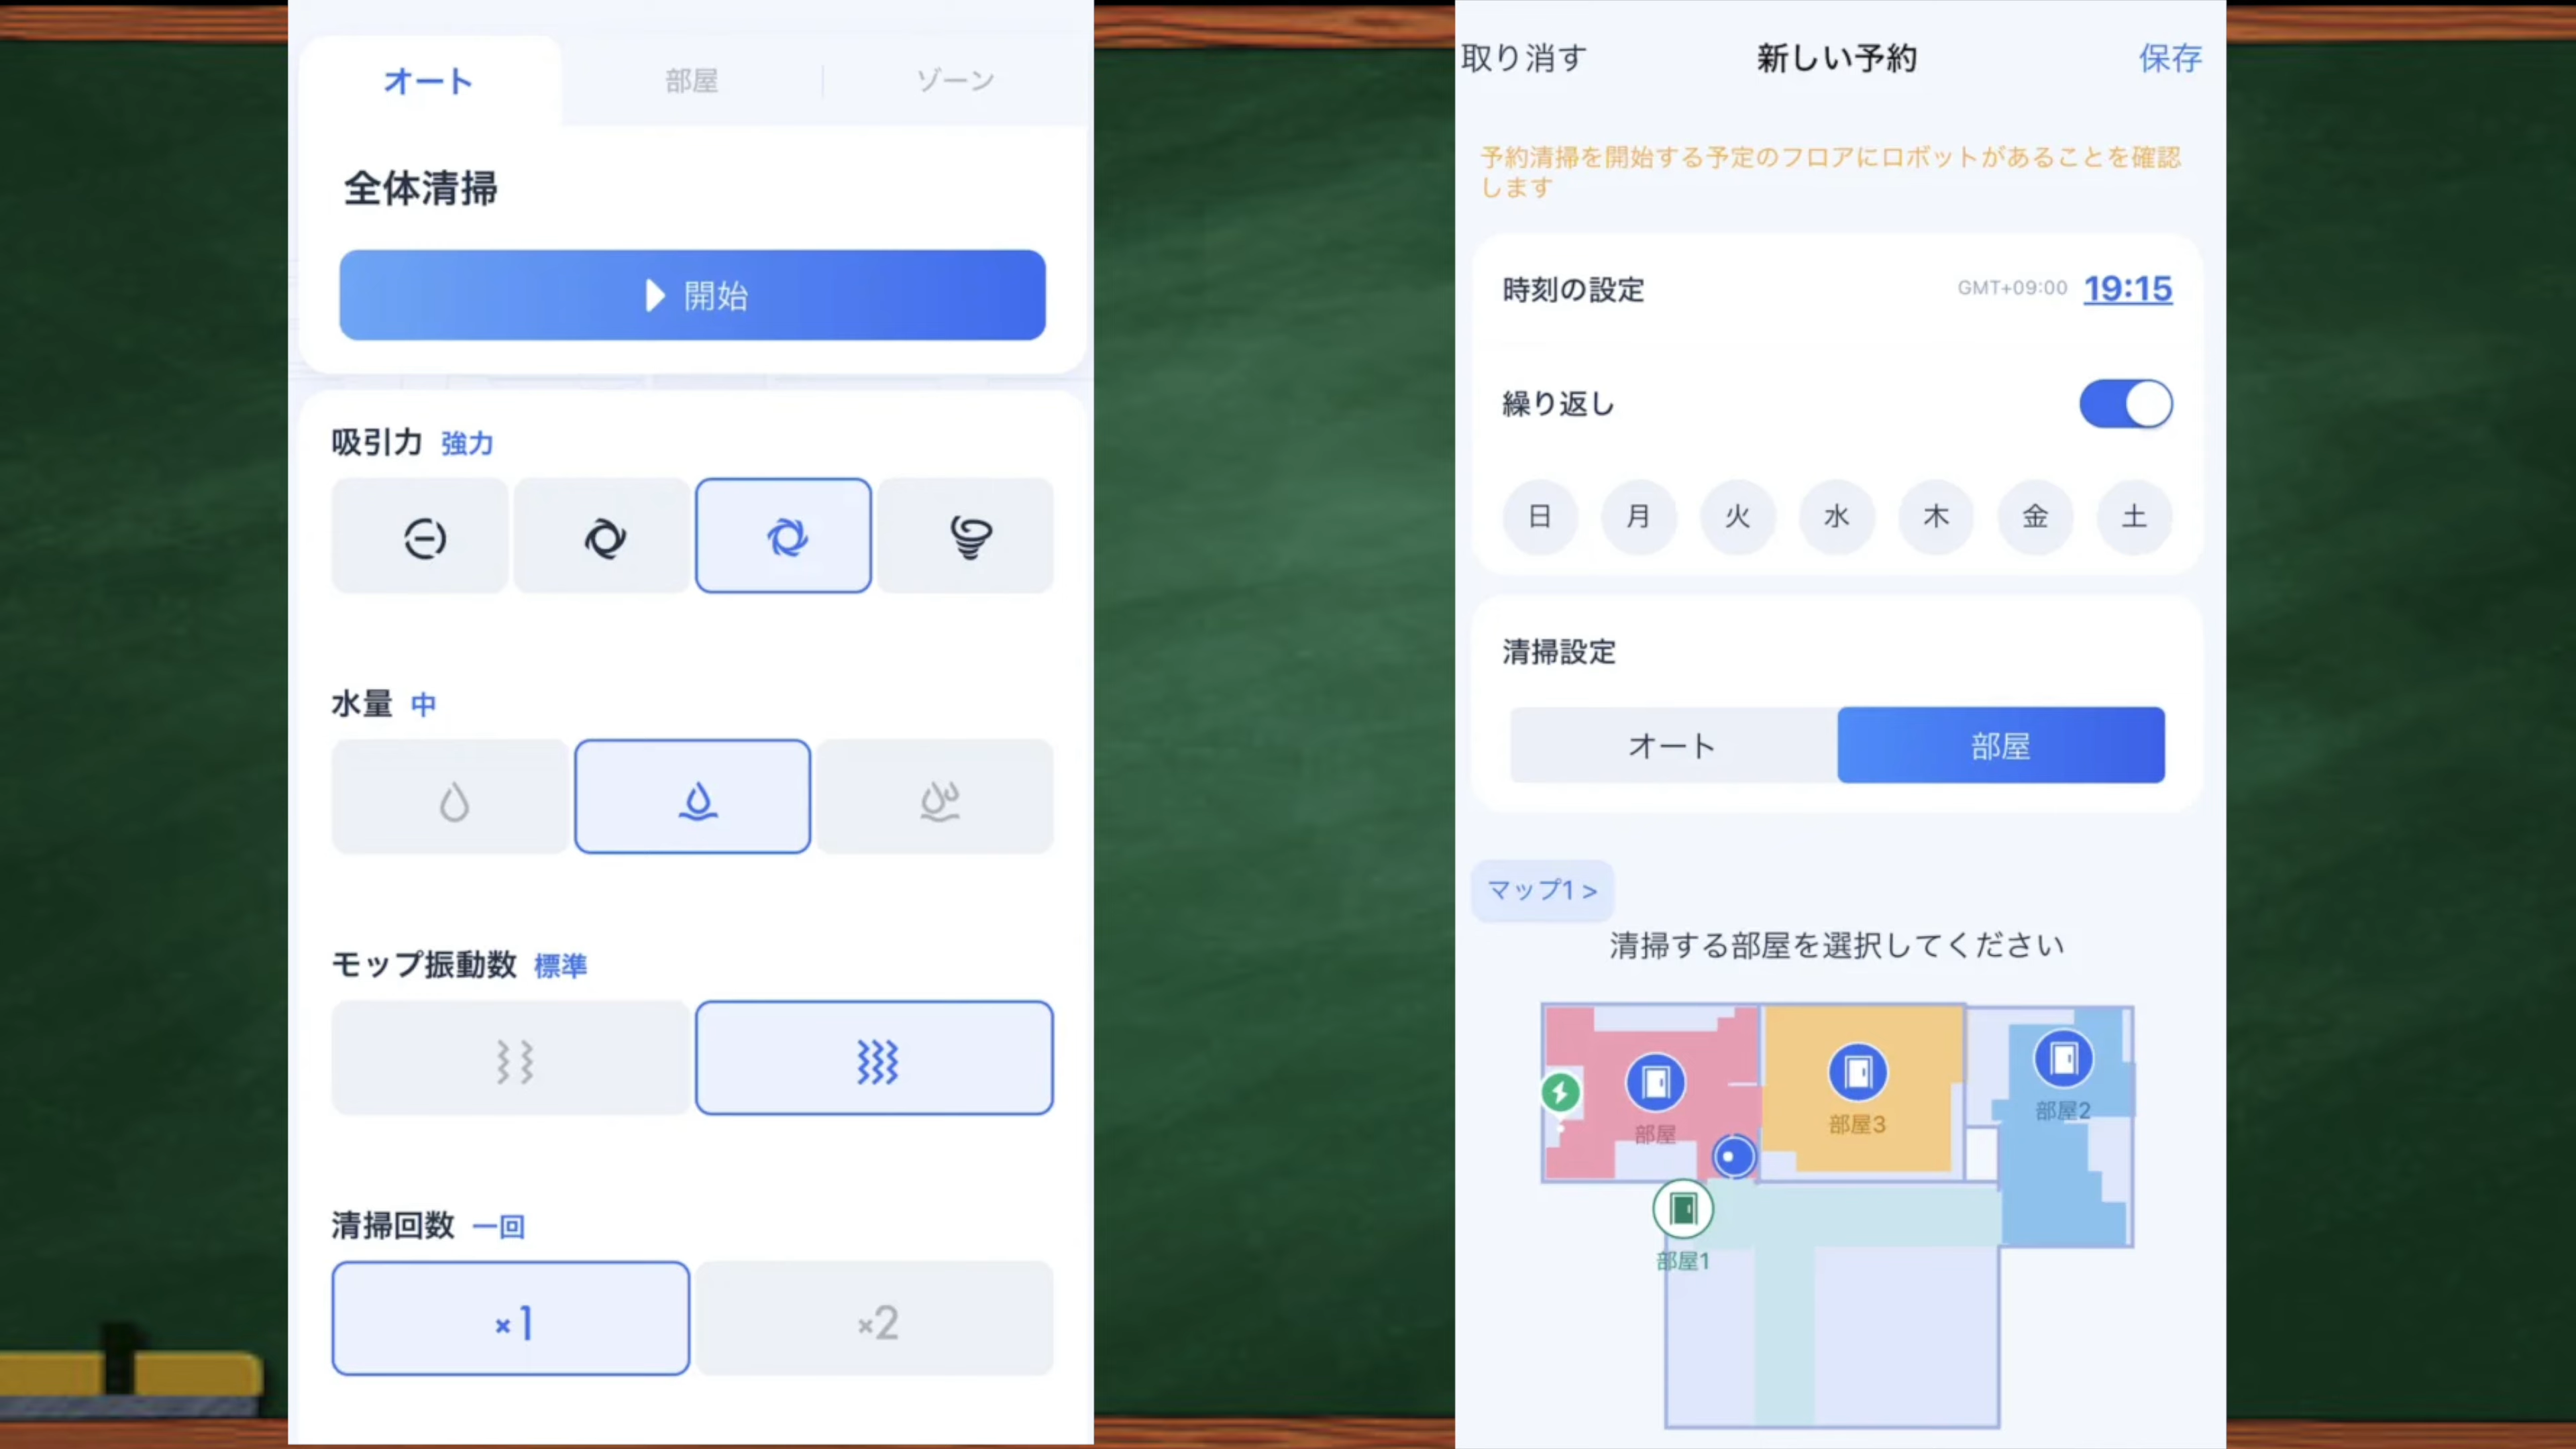 オート
部屋
ゾーン
全体清掃
開始
吸引力 強力
水量 中
モップ振動数 標準
清掃回数 一回
×1
×2
取り消す
新しい予約
保存
予約清掃を開始する予定のフロアにロボットがあることを確認
します
時刻の設定
GMT+09:00 19:15
繰り返し
日 月 火 水 木 金 土
清掃設定
オート
部屋
マップ1 >
清掃する部屋を選択してください
部屋
部屋3
部屋2
部屋1